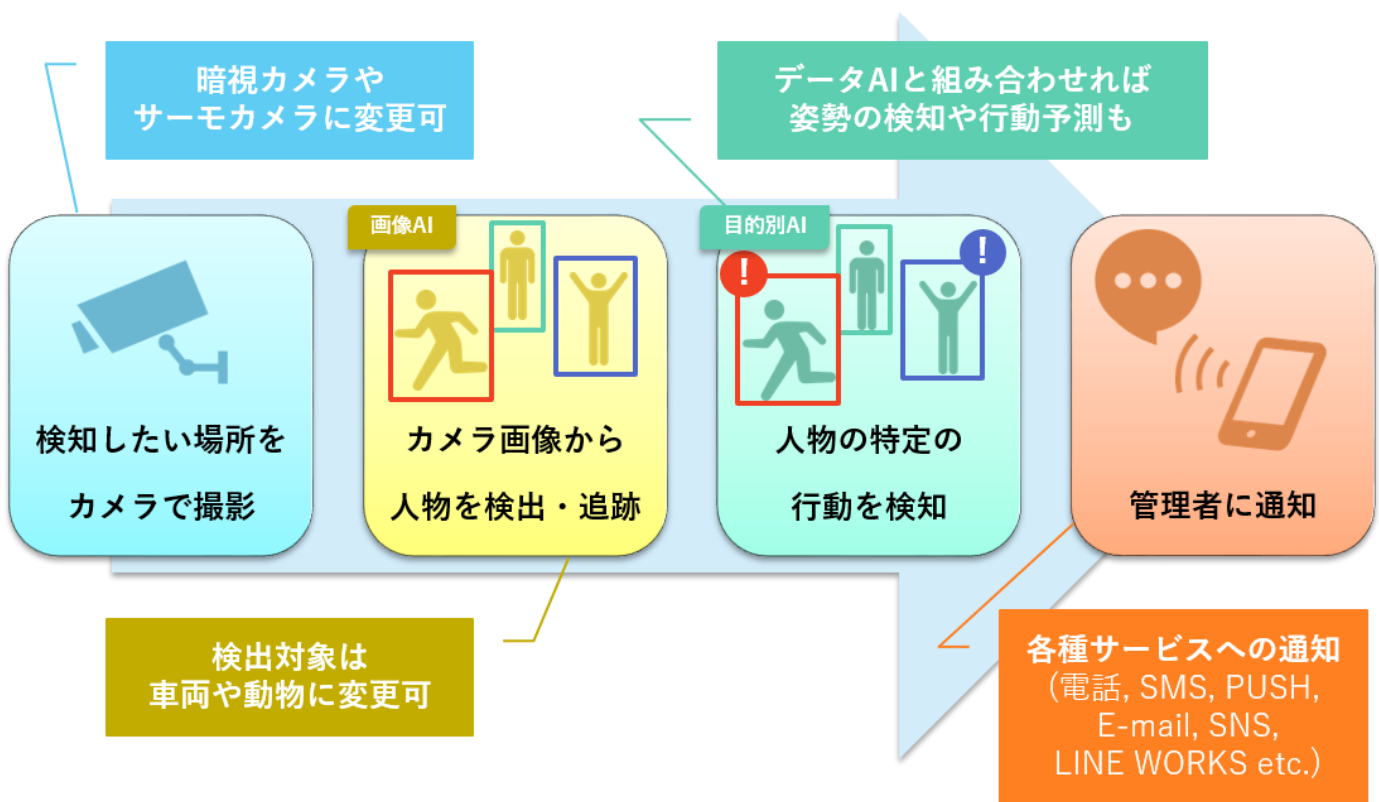 暗視カメラや
サーモカメラに変更可
データAIと組み合わせれば
姿勢の検知や行動予測も
画像AI
目的別AI
!
!
検知したい場所を
カメラで撮影
カメラ画像から
人物を検出・追跡
人物の特定の
行動を検知
管理者に通知
検出対象は
車両や動物に変更可
各種サービスへの通知
（電話, SMS, PUSH,
E-mail, SNS,
LINE WORKS etc.）